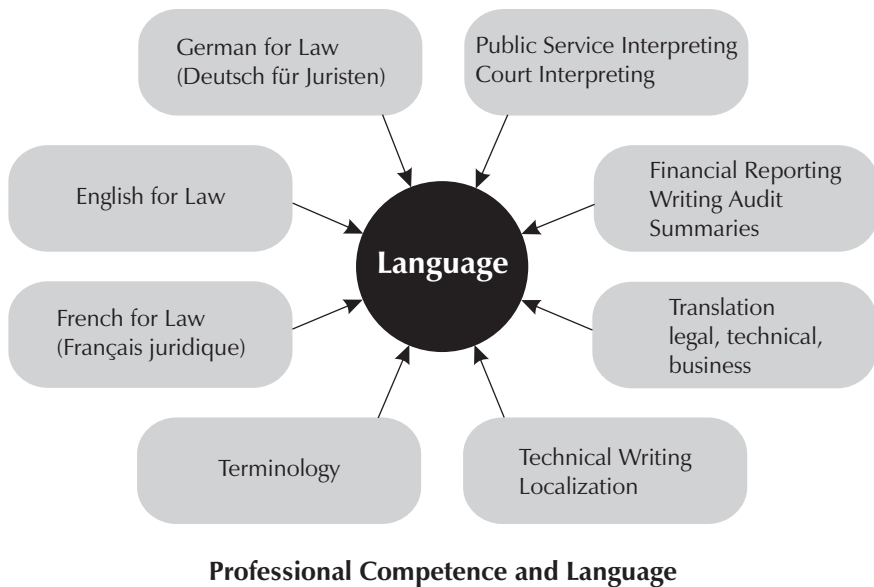 German for Law
(Deutsch für Juristen)
Public Service Interpreting
Court Interpreting
English for Law
Financial Reporting
Writing Audit
Summaries
Language
French for Law
(Français juridique)
Translation
legal, technical,
business
Terminology
Technical Writing
Localization
Professional Competence and Language